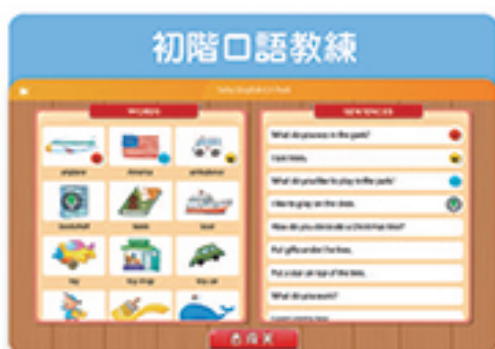 初階口語教練
WORDS
SENTENCES
airplane
America
ambulance
What do you see in the park?
I see trees.
What do you like to play in the park?
I like to play on the slide.
boat
toy
toy shop
toy car
How do you decorate a Christmas tree?
Put gifts under the tree.
Put a star on top of the tree.
What do you want?